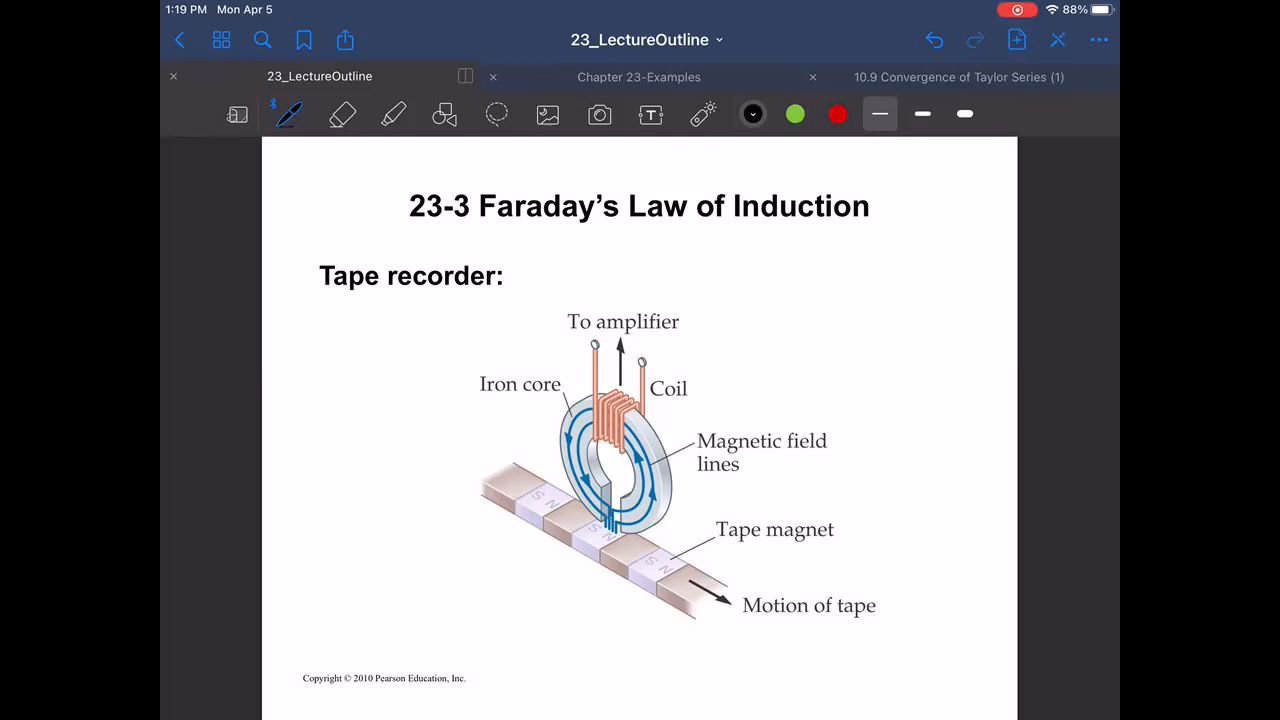 1:19 PM Mon Apr 5
88%
23_LectureOutline
23_LectureOutline
Chapter 23-Examples
10.9 Convergence of Taylor Series (1)
T
23-3 Faraday's Law of Induction
Tape recorder:
To amplifier
Iron core
Coil
Magnetic field
lines
S N
S N
S N
Tape magnet
Motion of tape
Copyright © 2010 Pearson Education, Inc.